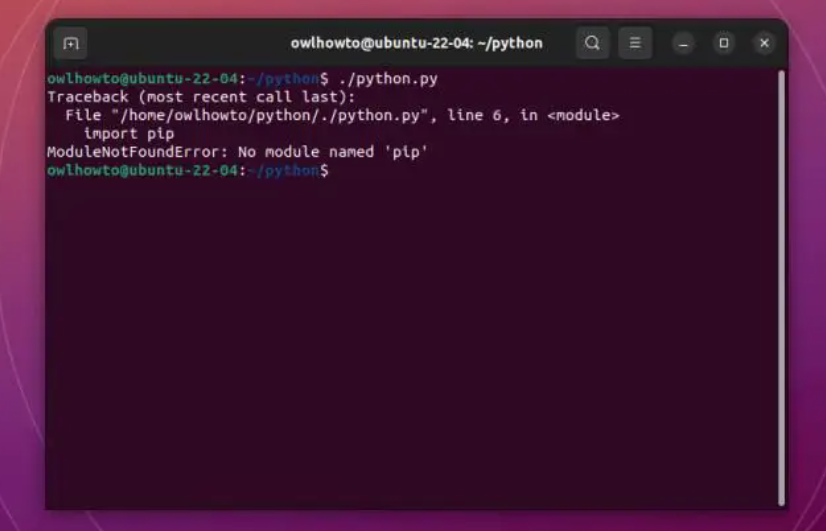 owlhowto@ubuntu-22-04: ~/python
owlhowto@ubuntu-22-04:~/python$ ./python.py
Traceback (most recent call last):
  File "/home/owlhowto/python/./python.py", line 6, in <module>
    import pip
ModuleNotFoundError: No module named 'pip'
owlhowto@ubuntu-22-04:~/python$